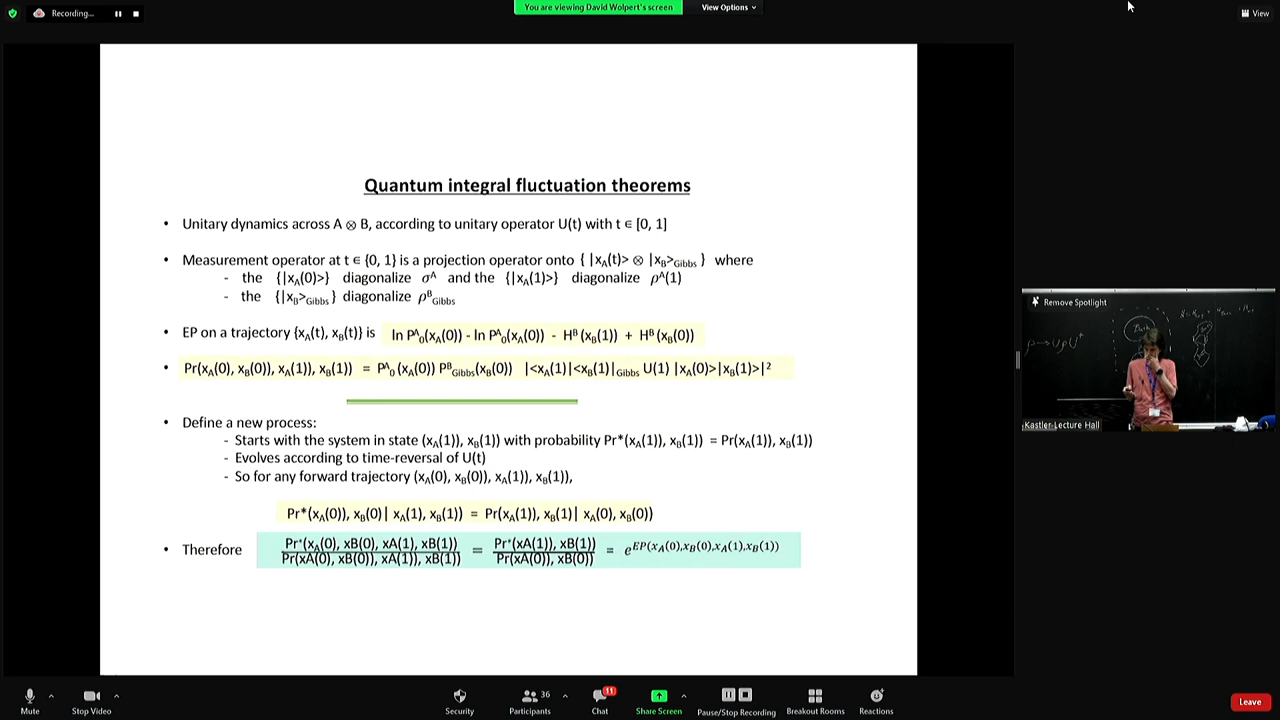 Recording...
You are viewing David Wolpert's screen
View Options
View
Quantum integral fluctuation theorems
• Unitary dynamics across A ⊗ B, according to unitary operator U(t) with t ∈ [0, 1]
• Measurement operator at t ∈ {0, 1} is a projection operator onto { |x_A(t)> ⊗ |x_B>_Gibbs } where
- the {|x_A(0)>} diagonalize σ^A and the {|x_A(1)>} diagonalize ρ^A(1)
- the {|x_B>_Gibbs } diagonalize ρ^B_Gibbs
• EP on a trajectory {x_A(t), x_B(t)} is ln P^A_0(x_A(0)) - ln P^A_0(x_A(0)) - H^B (x_B(1)) + H^B (x_B(0))
• Pr(x_A(0), x_B(0)), x_A(1)), x_B(1)) = P^A_0 (x_A(0)) P^B_Gibbs(x_B(0)) |<x_A(1)|<x_B(1)|_Gibbs U(1) |x_A(0)>|x_B(1)>|^2
• Define a new process:
- Starts with the system in state (x_A(1)), x_B(1)) with probability Pr*(x_A(1)), x_B(1)) = Pr(x_A(1)), x_B(1))
- Evolves according to time-reversal of U(t)
- So for any forward trajectory (x_A(0), x_B(0)), x_A(1)), x_B(1)),
Pr*(x_A(0)), x_B(0)| x_A(1), x_B(1)) = Pr(x_A(1)), x_B(1)| x_A(0), x_B(0))
• Therefore Pr*(x_A(0), xB(0), xA(1), xB(1)) = Pr*(xA(1)), xB(1)) = e^{EP(x_A(0),x_B(0),x_A(1),x_B(1))}
Pr(xA(0), xB(0)), xA(1)), xB(1)) Pr(xA(0)), xB(0))
Remove Spotlight
Bath
ρ→UρU†
Kastler-Lecture Hall
Mute
Stop Video
Security
Participants
36
Chat
11
Share Screen
Pause/Stop Recording
Breakout Rooms
Reactions
Leave